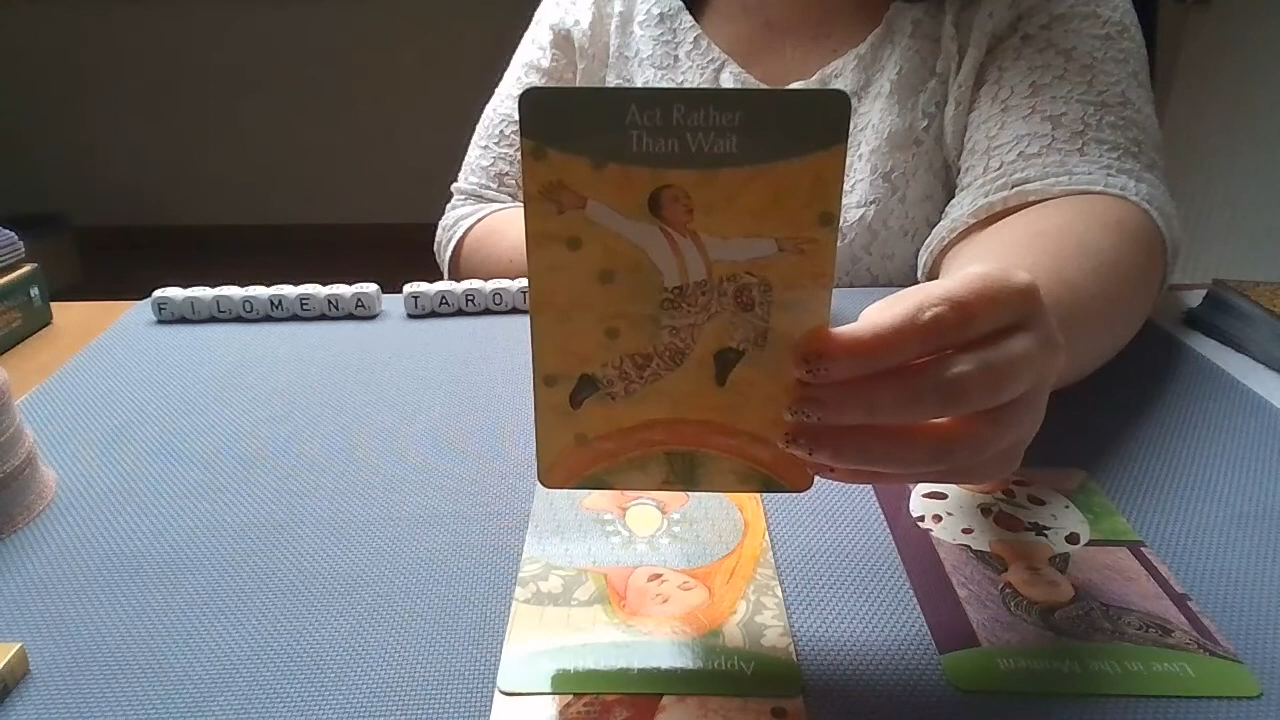 Act Rather
Than Wait
FILOMENA TAROT
Live in the Moment